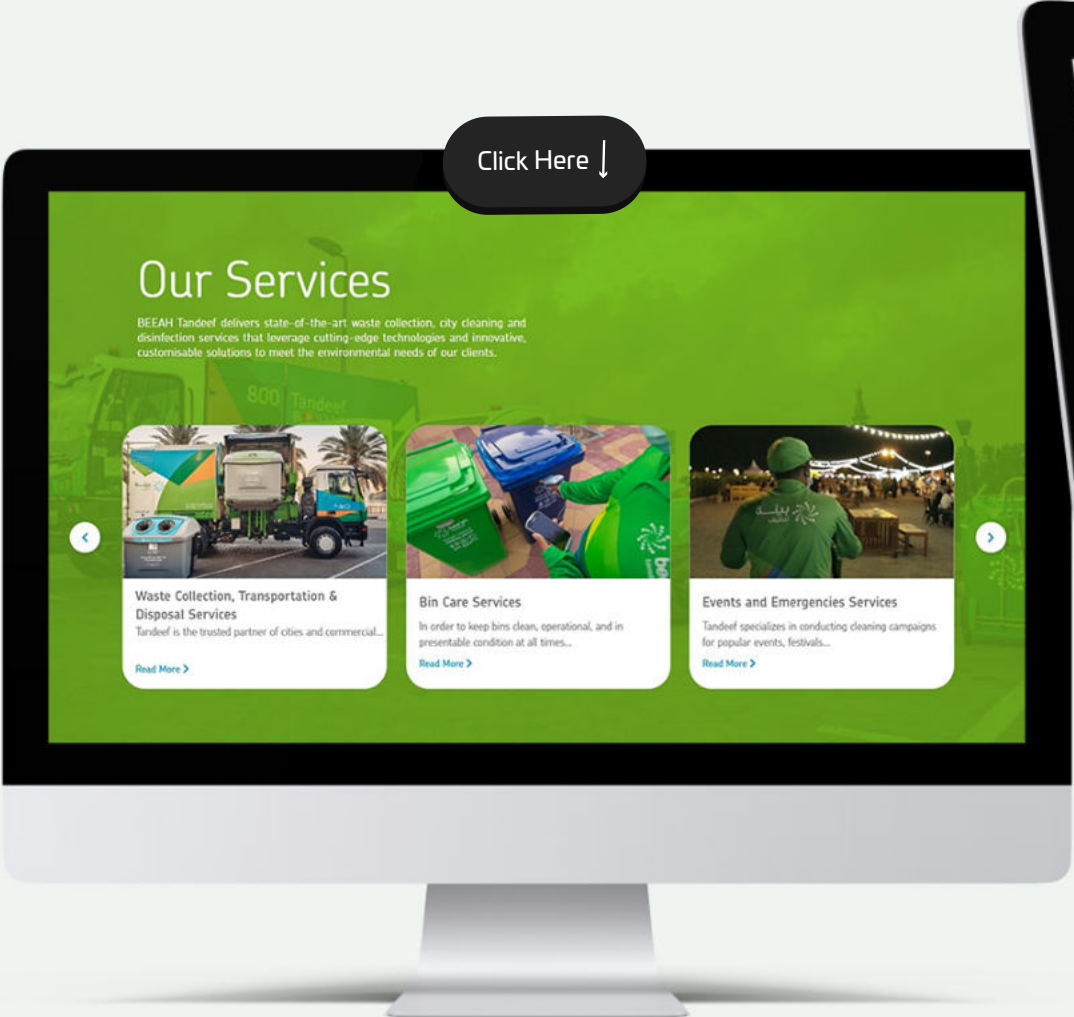 Click Here
Our Services
BEEAH Tandeef delivers state-of-the-art waste collection, city cleaning and
disinfection services that leverage cutting-edge technologies and innovative,
customisable solutions to meet the environmental needs of our clients.
800 Tandeef
Waste Collection, Transportation &
Disposal Services
Tandeef is the trusted partner of cities and commercial...
Read More
Bin Care Services
In order to keep bins clean, operational, and in
presentable condition at all times...
Read More
بيئة
Events and Emergencies Services
Tandeef specializes in conducting cleaning campaigns
for popular events, festivals...
Read More